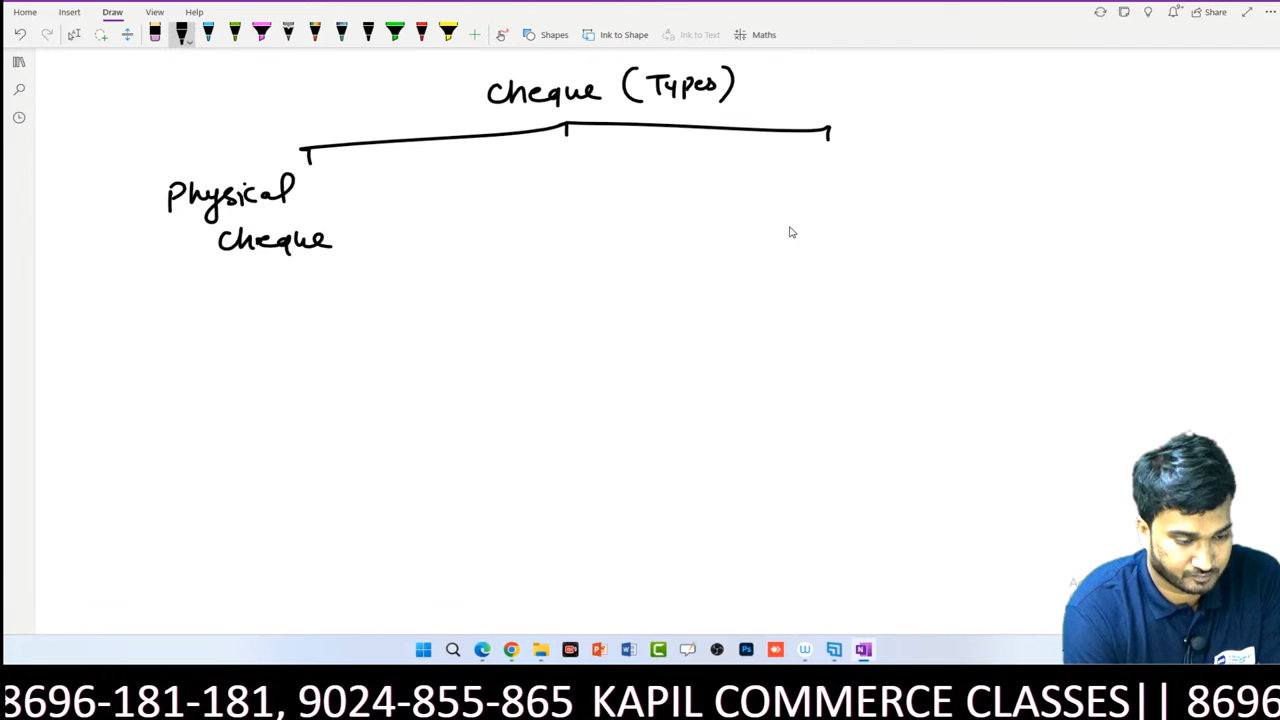 Home Insert Draw View Help Share
Shapes Ink to Shape Ink to Text Maths
Cheque (Types)
Physical
Cheque
8696-181-181, 9024-855-865 KAPIL COMMERCE CLASSES|| 8696